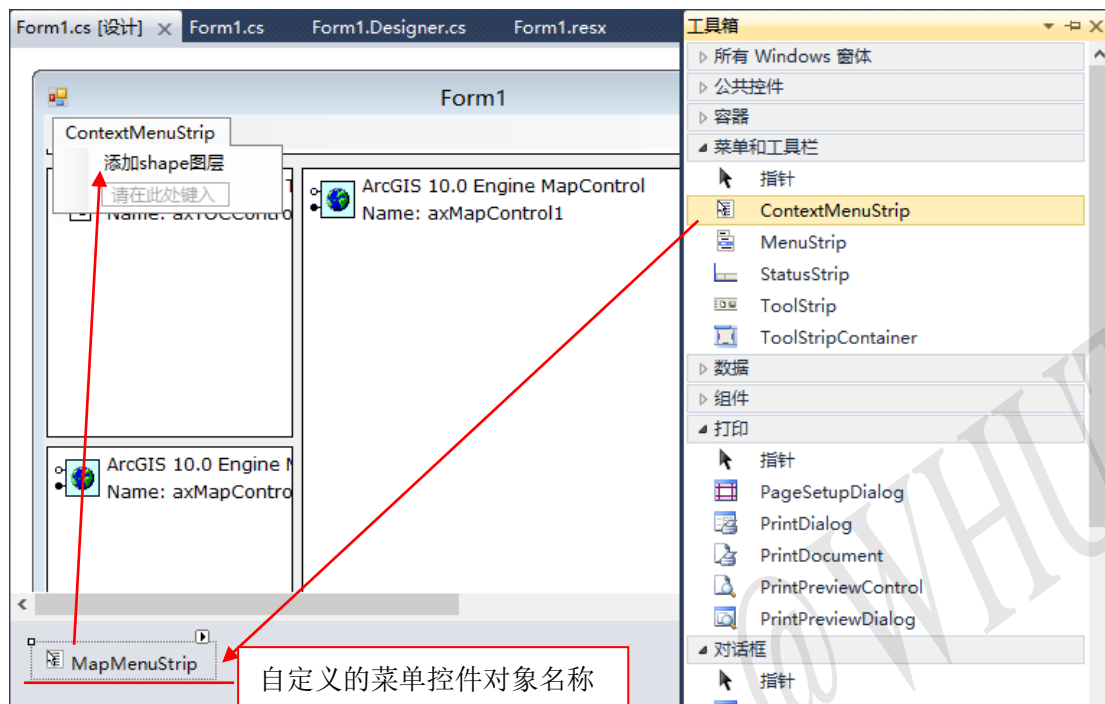 Form1.cs [设计] Form1.cs Form1.Designer.cs Form1.resx
Form1
ContextMenuStrip
添加shape图层
请在此处键入
Name: axTOCContro
ArcGIS 10.0 Engine MapControl
Name: axMapControl1
ArcGIS 10.0 Engine
Name: axMapContro
MapMenuStrip
自定义的菜单控件对象名称
工具箱
所有 Windows 窗体
公共控件
容器
菜单和工具栏
指针
ContextMenuStrip
MenuStrip
StatusStrip
ToolStrip
ToolStripContainer
数据
组件
打印
指针
PageSetupDialog
PrintDialog
PrintDocument
PrintPreviewControl
PrintPreviewDialog
对话框
指针
@WHUT